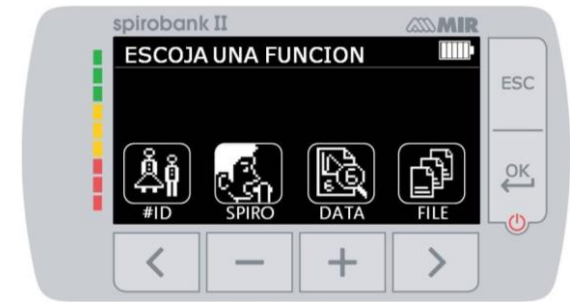 spirobank II MIR
ESCOJA UNA FUNCION
ESC
#ID SPIRO DATA FILE
OK